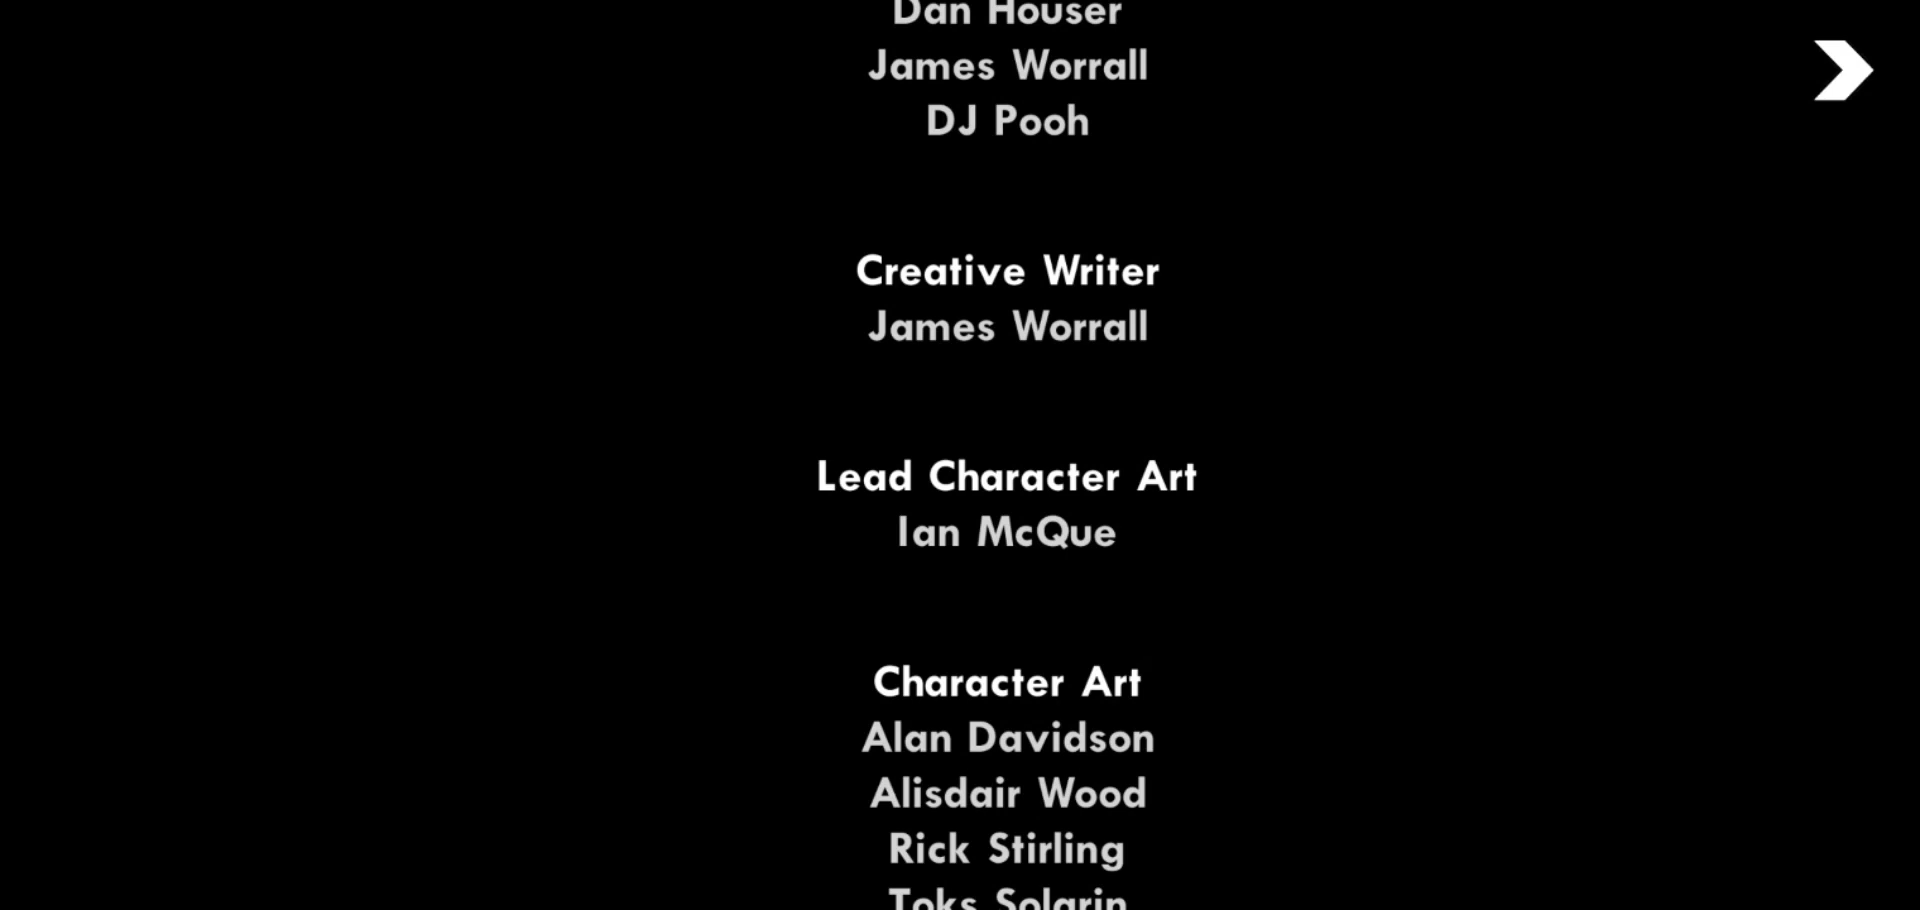 Dan Houser
James Worrall
DJ Pooh
Creative Writer
James Worrall
Lead Character Art
Ian McQue
Character Art
Alan Davidson
Alisdair Wood
Rick Stirling
Toks Solarin